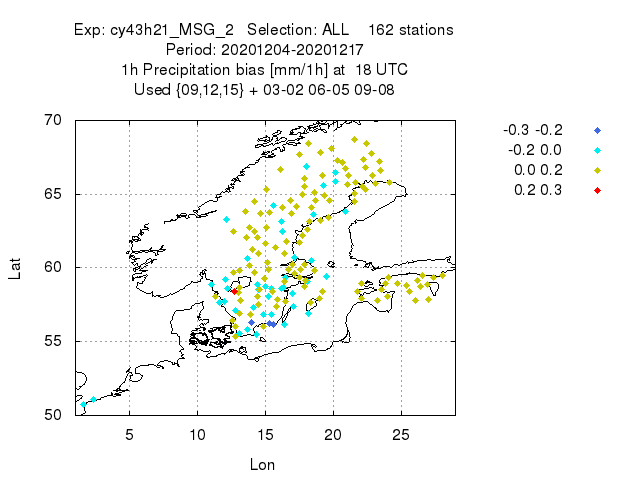 Exp: cy43h21_MSG_2 Selection: ALL 162 stations
Period: 20201204-20201217
1h Precipitation bias [mm/1h] at 18 UTC
Used {09,12,15} + 03-02 06-05 09-08
-0.3 -0.2
-0.2 0.0
0.0 0.2
0.2 0.3
70
65
60
55
50
Lat
5 10 15 20 25
Lon